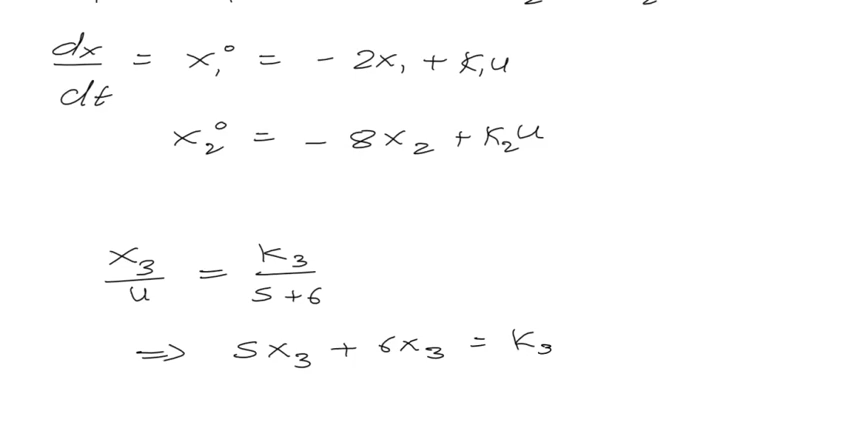 dx/dt = x₁° = - 2x₁ + K₁u
x₂° = - 8x₂ + K₂u
x₃/u = K₃/s+6
⇒ sx₃ + 6x₃ = K₃